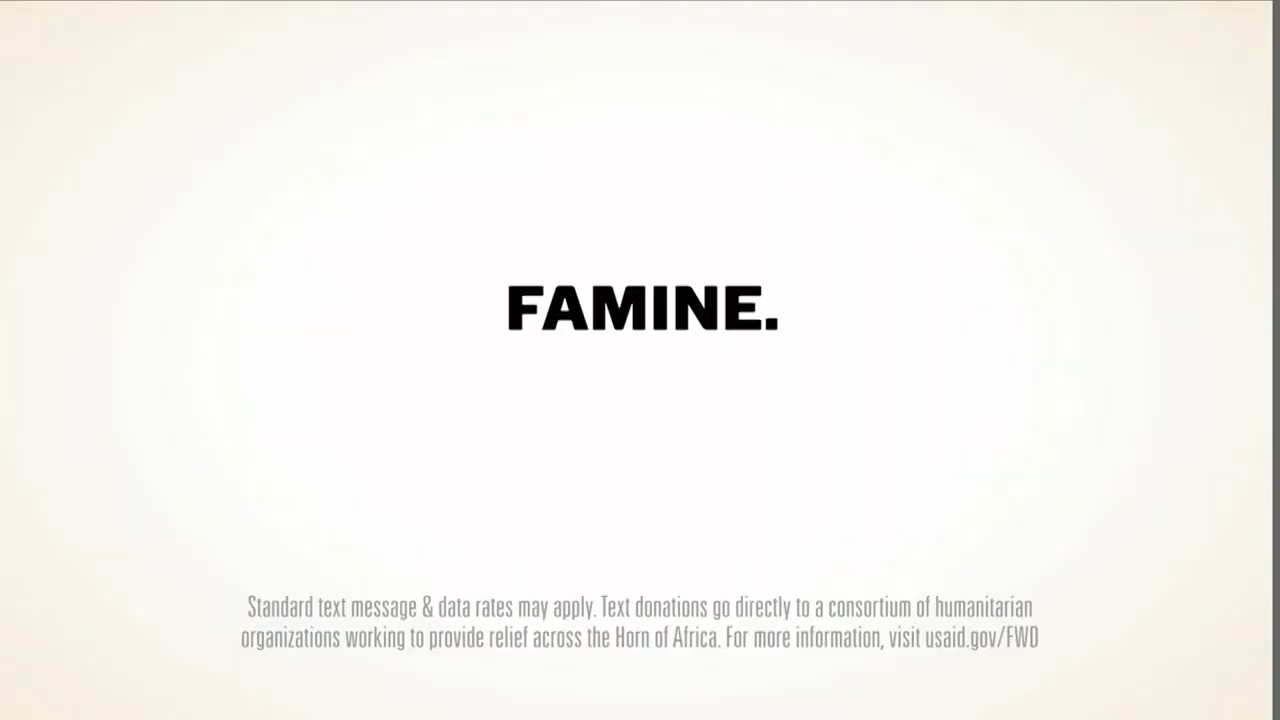 FAMINE.
Standard text message & data rates may apply. Text donations go directly to a consortium of humanitarian
organizations working to provide relief across the Horn of Africa. For more information, visit usaid.gov/FWD